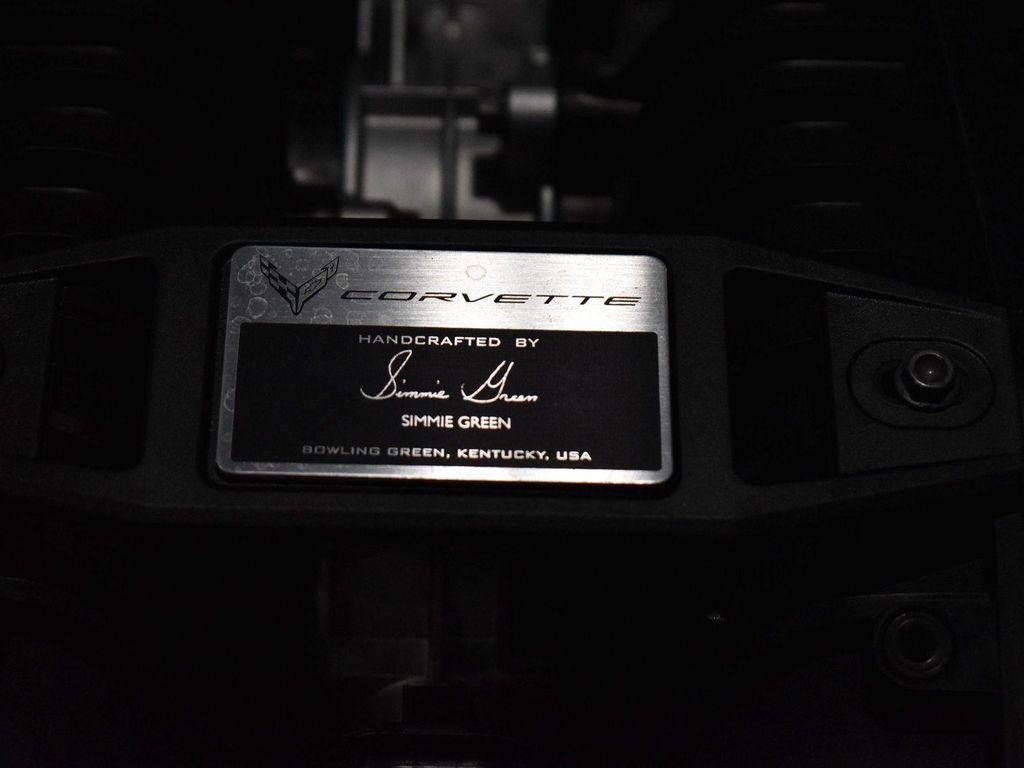 CORVETTE
HANDCRAFTED BY
Simmie Green
SIMMIE GREEN
BOWLING GREEN, KENTUCKY, USA